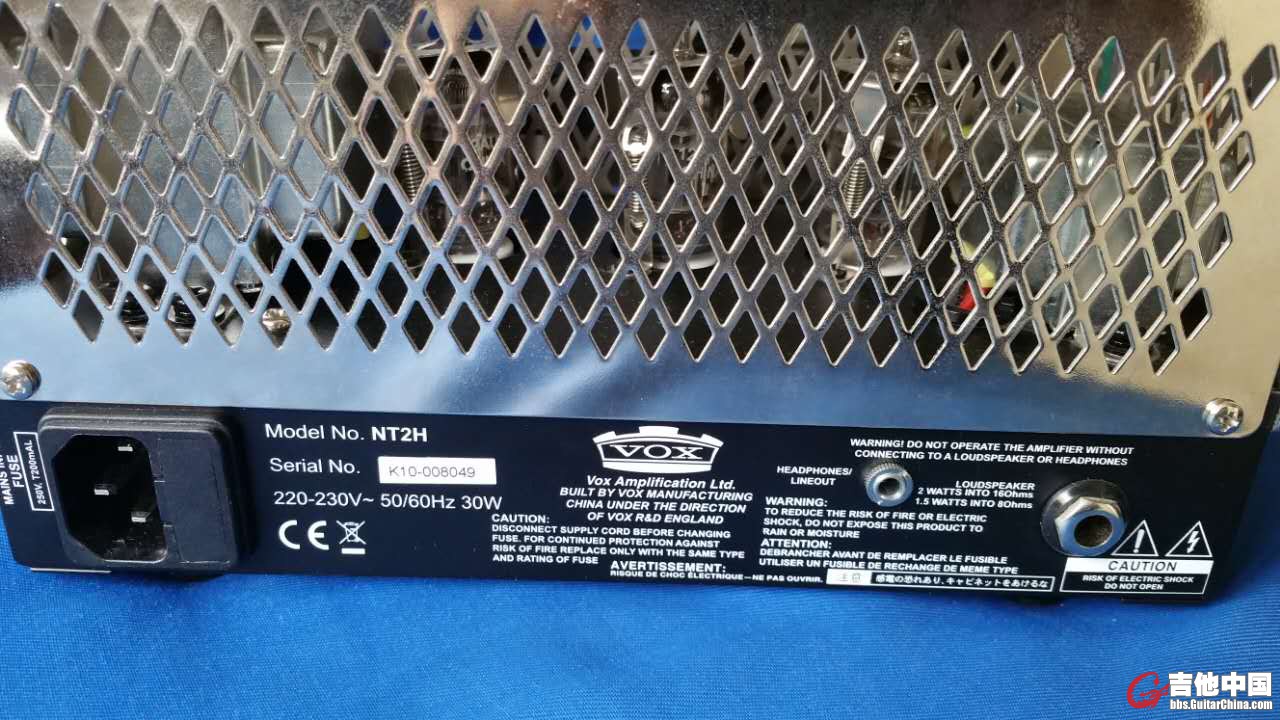 MAINS IN/
FUSE
250V, T200mAL
Model No. NT2H
Serial No. K10-008049
220-230V~ 50/60Hz 30W
CE
VOX
Vox Amplification Ltd.
BUILT BY VOX MANUFACTURING
CHINA UNDER THE DIRECTION
OF VOX R&D ENGLAND
CAUTION:
DISCONNECT SUPPLY CORD BEFORE CHANGING
FUSE. FOR CONTINUED PROTECTION AGAINST
RISK OF FIRE REPLACE ONLY WITH THE SAME TYPE
AND RATING OF FUSE
AVERTISSEMENT:
RISQUE DE CHOC ÉLECTRIQUE—NE PAS OUVRIR.
WARNING! DO NOT OPERATE THE AMPLIFIER WITHOUT
CONNECTING TO A LOUDSPEAKER OR HEADPHONES
HEADPHONES/
LINEOUT
LOUDSPEAKER
2 WATTS INTO 16Ohms
1.5 WATTS INTO 8Ohms
WARNING:
TO REDUCE THE RISK OF FIRE OR ELECTRIC
SHOCK, DO NOT EXPOSE THIS PRODUCT TO
RAIN OR MOISTURE
ATTENTION:
DEBRANCHER AVANT DE REMPLACER LE FUSIBLE
UTILISER UN FUSIBLE DE RECHANGE DE MEME TYPE
感電の恐れあり、キャビネットをあけるな
CAUTION
RISK OF ELECTRIC SHOCK
DO NOT OPEN
吉他中国
bbs.GuitarChina.com